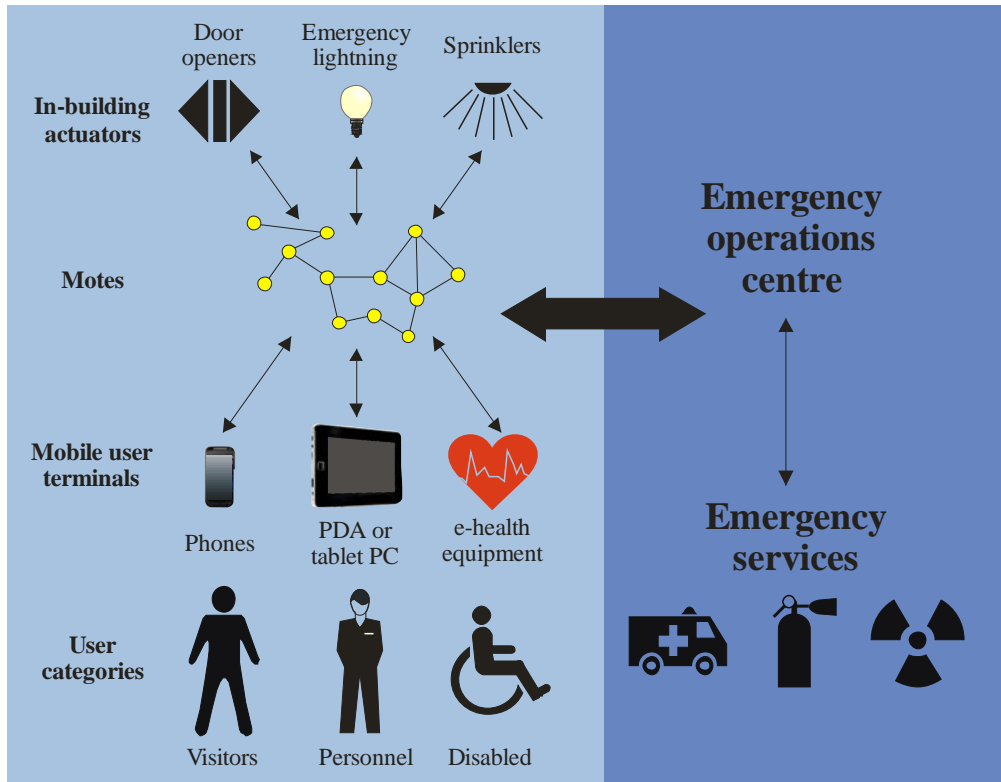 Door
openers
Emergency
lightning
Sprinklers
In-building
actuators
Motes
Emergency
operations
centre
Mobile user
terminals
Phones
PDA or
tablet PC
e-health
equipment
Emergency
services
User
categories
Visitors
Personnel
Disabled